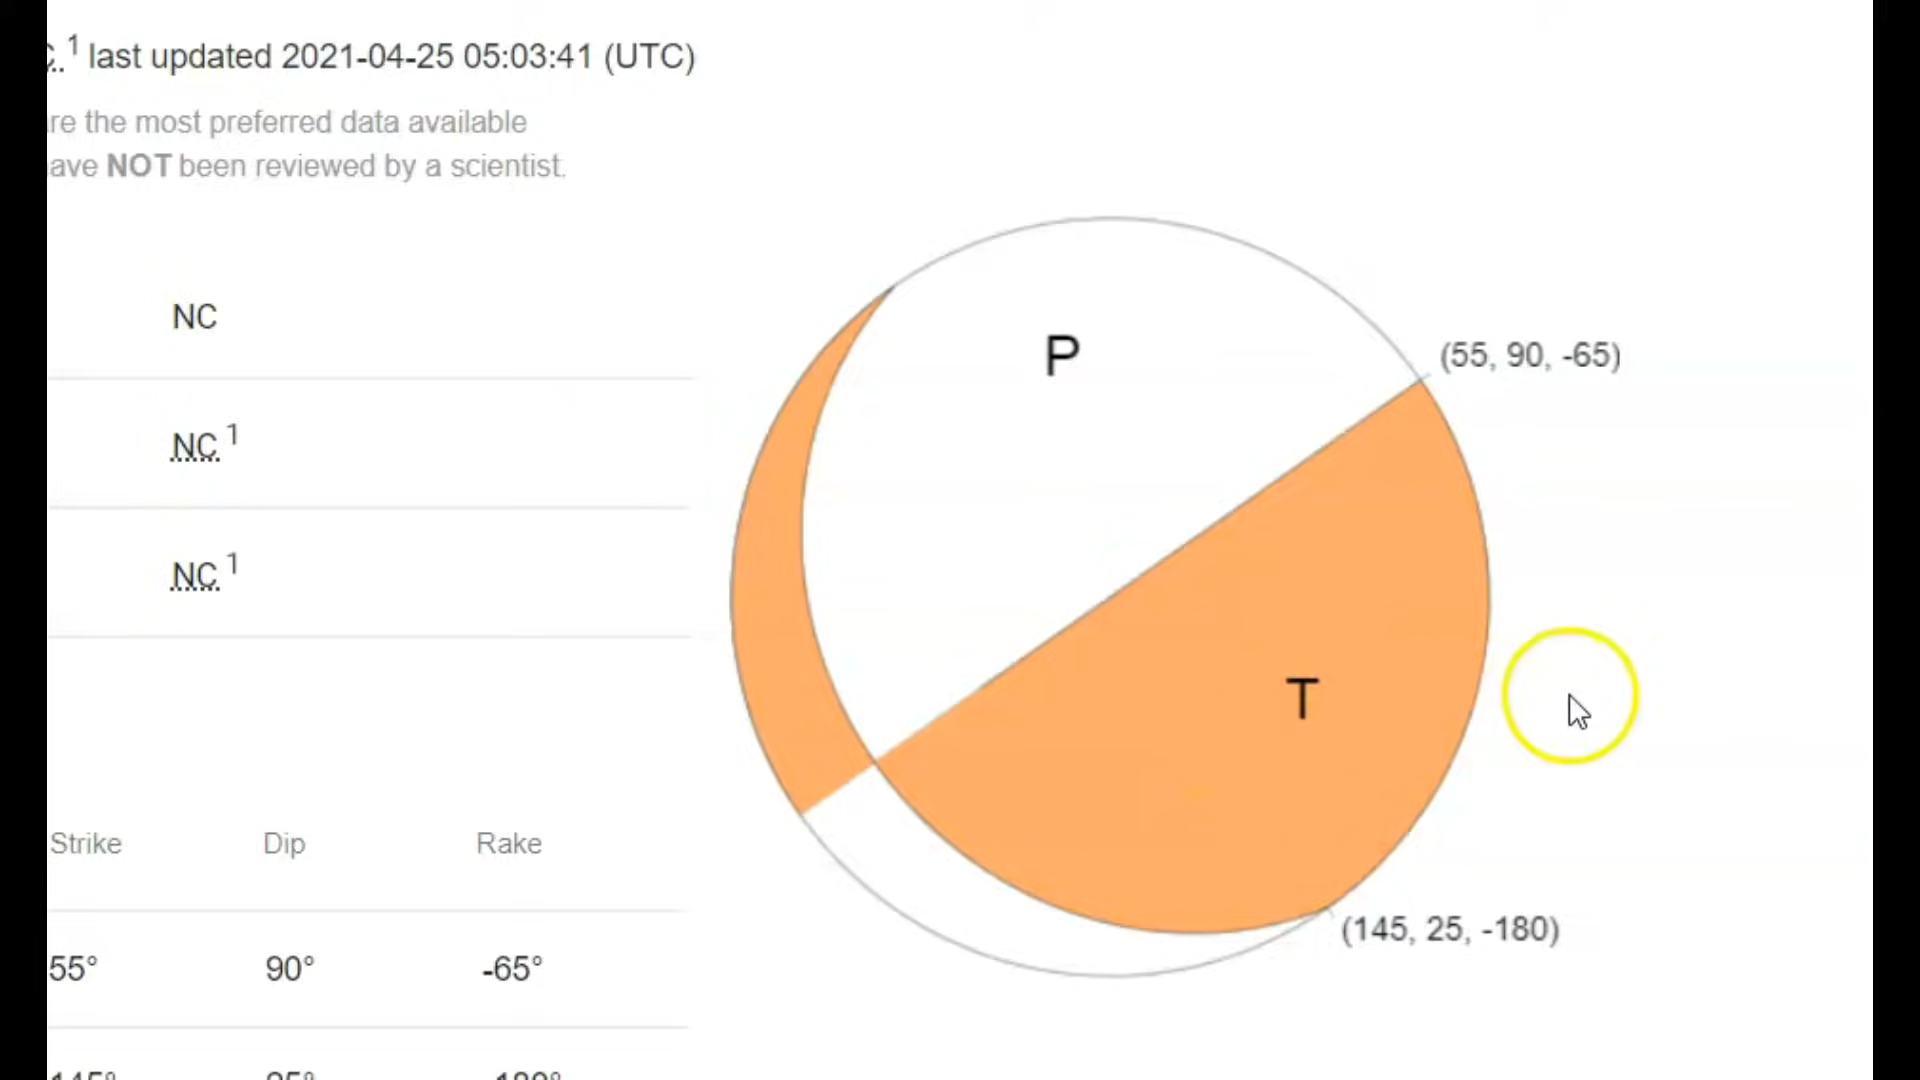 .¹ last updated 2021-04-25 05:03:41 (UTC)
re the most preferred data available
ave NOT been reviewed by a scientist.
NC
P
(55, 90, -65)
NC ¹
NC ¹
T
Strike Dip Rake
(145, 25, -180)
55° 90° -65°